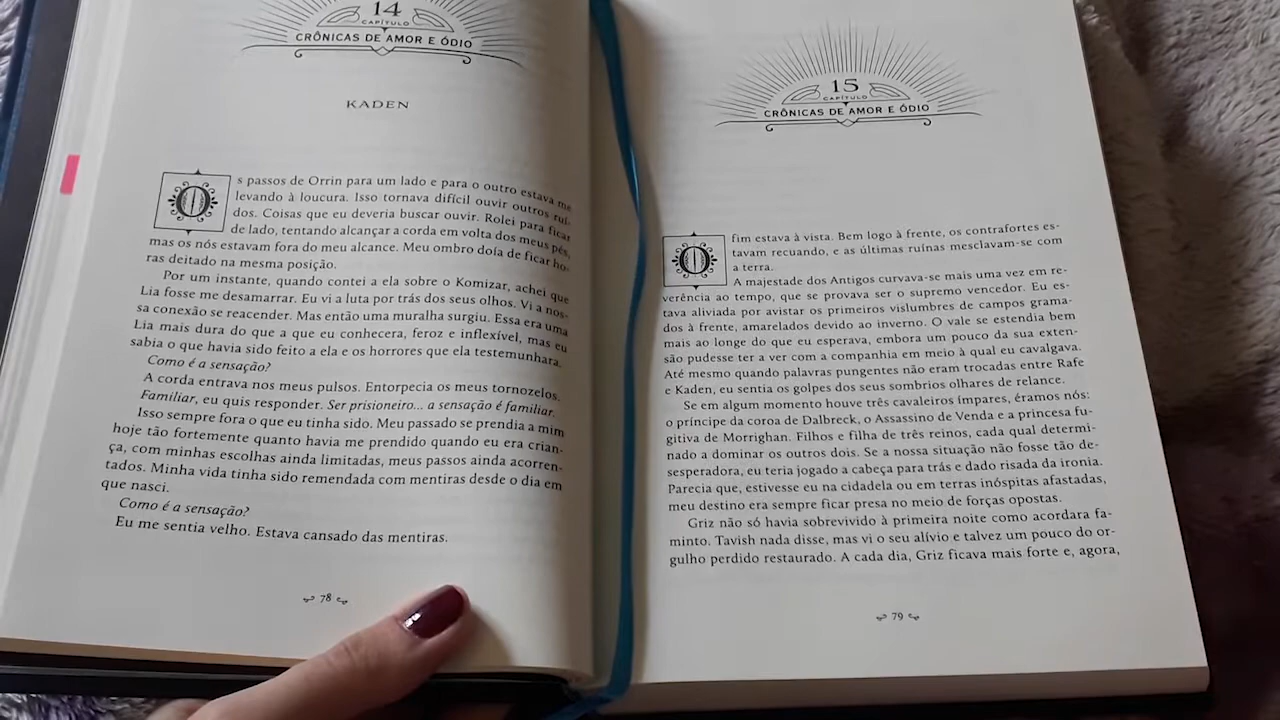 14
CAPÍTULO
CRÔNICAS DE AMOR E ÓDIO
KADEN
Os passos de Orrin para um lado e para o outro estava me
levando à loucura. Isso tornava difícil ouvir outros ruí-
dos. Coisas que eu deveria buscar ouvir. Rolei para ficar
de lado, tentando alcançar a corda em volta dos meus pés,
mas os nós estavam fora do meu alcance. Meu ombro doía de ficar ho-
ras deitado na mesma posição.
Por um instante, quando contei a ela sobre o Komizar, achei que
Lia fosse me desamarrar. Eu vi a luta por trás dos seus olhos. Vi a nos-
sa conexão se reacender. Mas então uma muralha surgiu. Essa era uma
Lia mais dura do que a que eu conhecera, feroz e inflexível, mas eu
sabia o que havia sido feito a ela e os horrores que ela testemunhara.
Como é a sensação?
A corda entrava nos meus pulsos. Entorpecia os meus tornozelos.
Familiar, eu quis responder. Ser prisioneiro... a sensação é familiar.
Isso sempre fora o que eu tinha sido. Meu passado se prendia a mim
hoje tão fortemente quanto havia me prendido quando eu era crian-
ça, com minhas escolhas ainda limitadas, meus passos ainda acorren-
tados. Minha vida tinha sido remendada com mentiras desde o dia em
que nasci.
Como é a sensação?
Eu me sentia velho. Estava cansado das mentiras.
78
15
CAPÍTULO
CRÔNICAS DE AMOR E ÓDIO
O fim estava à vista. Bem logo à frente, os contrafortes es-
tavam recuando, e as últimas ruínas mesclavam-se com
a terra.
A majestade dos Antigos curvava-se mais uma vez em re-
verência ao tempo, que se provava ser o supremo vencedor. Eu es-
tava aliviada por avistar os primeiros vislumbres de campos grama-
dos à frente, amarelados devido ao inverno. O vale se estendia bem
mais ao longe do que eu esperava, embora um pouco da sua exten-
são pudesse ter a ver com a companhia em meio à qual eu cavalgava.
Até mesmo quando palavras pungentes não eram trocadas entre Rafe
e Kaden, eu sentia os golpes dos seus sombrios olhares de relance.
Se em algum momento houve três cavaleiros ímpares, éramos nós:
o príncipe da coroa de Dalbreck, o Assassino de Venda e a princesa fu-
gitiva de Morrighan. Filhos e filha de três reinos, cada qual determi-
nado a dominar os outros dois. Se a nossa situação não fosse tão de-
sesperadora, eu teria jogado a cabeça para trás e dado risada da ironia.
Parecia que, estivesse eu na cidadela ou em terras inóspitas afastadas,
meu destino era sempre ficar presa no meio de forças opostas.
Griz não só havia sobrevivido à primeira noite como acordara fa-
minto. Tavish nada disse, mas vi o seu alívio e talvez um pouco do or-
gulho perdido restaurado. A cada dia, Griz ficava mais forte e, agora,
79